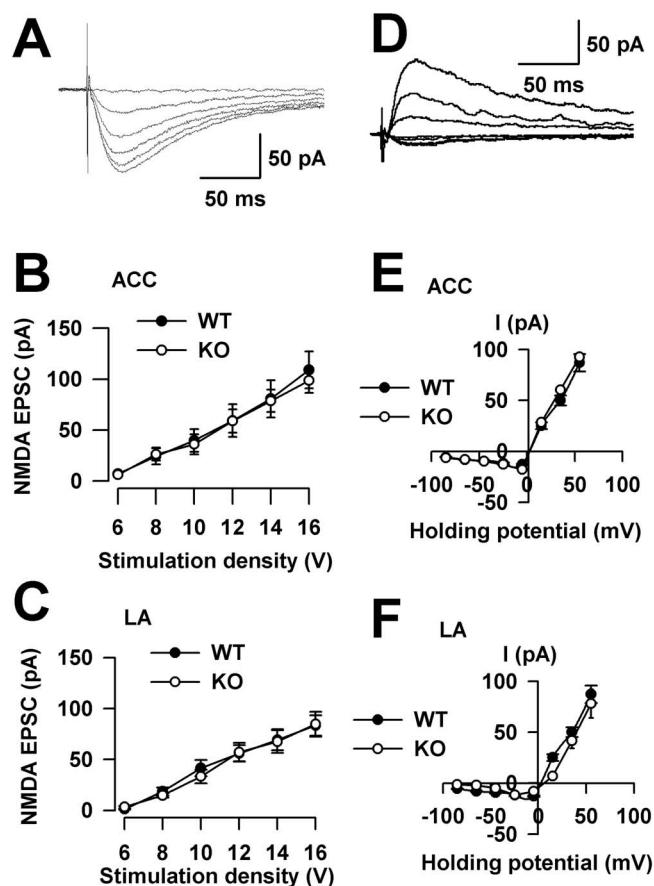 A
50 pA
50 ms
D
50 pA
50 ms
B
ACC
WT
KO
NMDA EPSC (pA)
150
100
50
0
6 8 10 12 14 16
Stimulation density (V)
E
ACC
I (pA)
WT
KO
100
50
0
-50
-100 -50 0 50 100
Holding potential (mV)
C
LA
WT
KO
NMDA EPSC (pA)
150
100
50
0
6 8 10 12 14 16
Stimulation density (V)
F
LA
I (pA)
WT
KO
100
50
0
-50
-100 -50 0 50 100
Holding potential (mV)